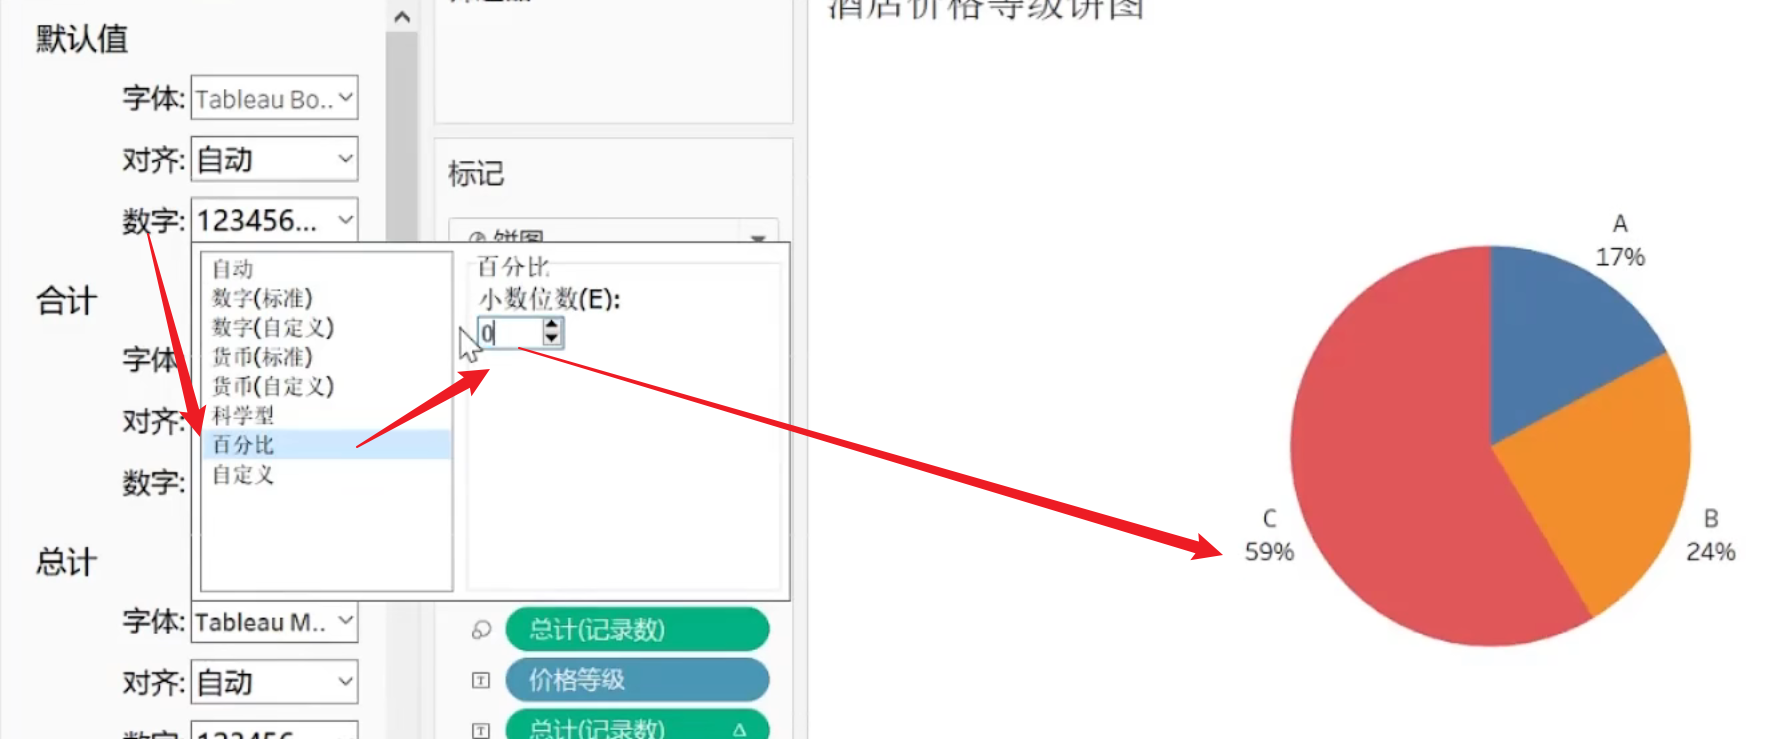 默认值
字体: Tableau Bo..
对齐: 自动
数字: 123456...
合计
字体
对齐:
数字:
总计
字体: Tableau M..
对齐: 自动
数字: 123456
自动
数字(标准)
数字(自定义)
货币(标准)
货币(自定义)
科学型
百分比
自定义
百分比
小数位数(E):
0
标记
饼图
总计(记录数)
价格等级
总计(记录数) Δ
酒店价格等级饼图
A
17%
B
24%
C
59%